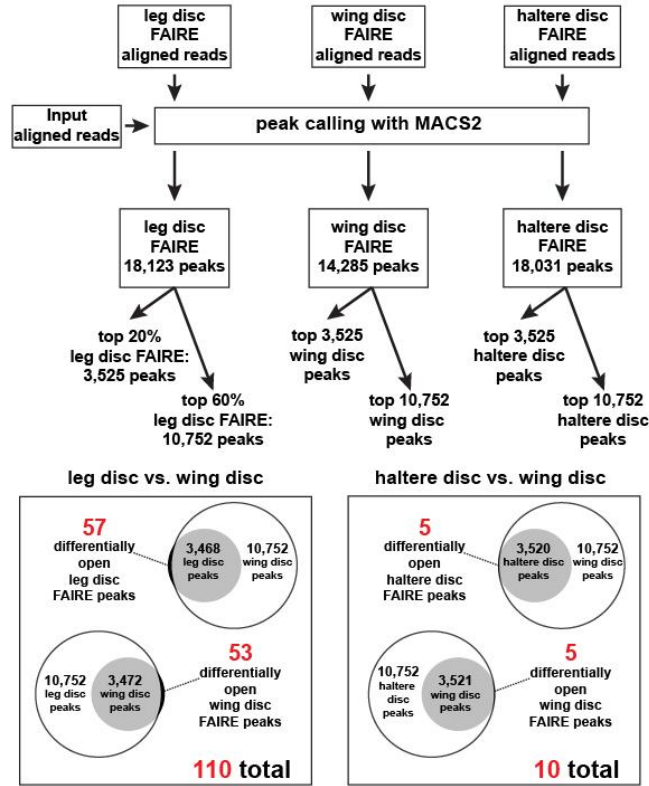 leg disc
FAIRE
aligned reads
wing disc
FAIRE
aligned reads
haltere disc
FAIRE
aligned reads
Input
aligned reads
peak calling with MACS2
leg disc
FAIRE
18,123 peaks
wing disc
FAIRE
14,285 peaks
haltere disc
FAIRE
18,031 peaks
top 20%
leg disc FAIRE:
3,525 peaks
top 60%
leg disc FAIRE:
10,752 peaks
top 3,525
wing disc
peaks
top 10,752
wing disc
peaks
top 3,525
haltere disc
peaks
top 10,752
haltere disc
peaks
leg disc vs. wing disc
57
differentially
open
leg disc
FAIRE peaks
3,468
leg disc
peaks
10,752
wing disc
peaks
10,752
leg disc
peaks
3,472
wing disc
peaks
53
differentially
open
wing disc
FAIRE peaks
110 total
haltere disc vs. wing disc
5
differentially
open
haltere disc
FAIRE peaks
3,520
haltere disc
peaks
10,752
wing disc
peaks
10,752
haltere
disc
peaks
3,521
wing disc
peaks
5
differentially
open
wing disc
FAIRE peaks
10 total